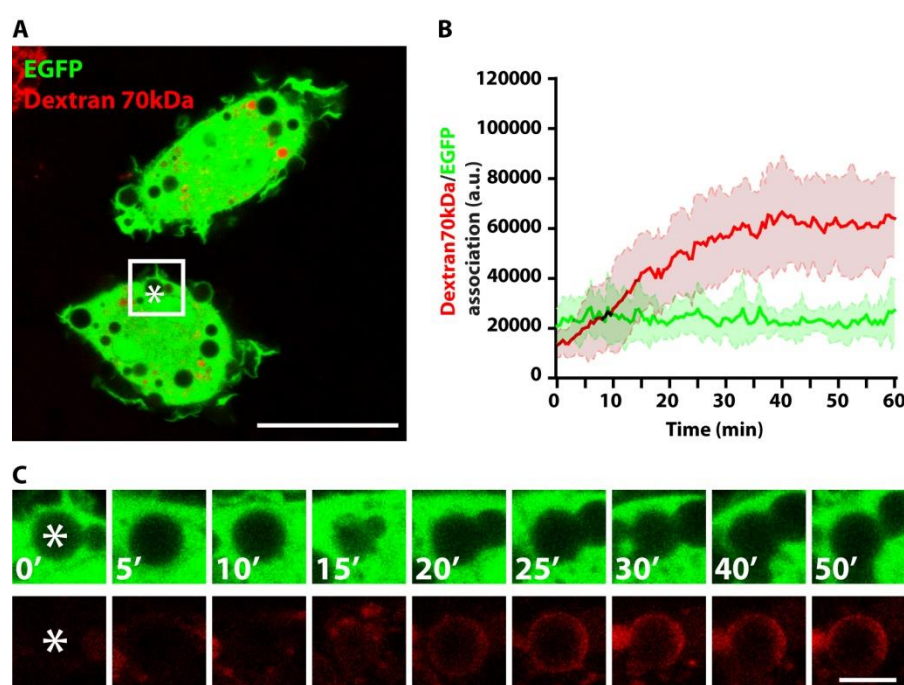 A
EGFP
Dextran 70kDa
*
B
Dextran70kDa/EGFP
association (a.u.)
120000
100000
80000
60000
40000
20000
0
0 10 20 30 40 50 60
Time (min)
C
*
0’ 5’ 10’ 15’ 20’ 25’ 30’ 40’ 50’
*